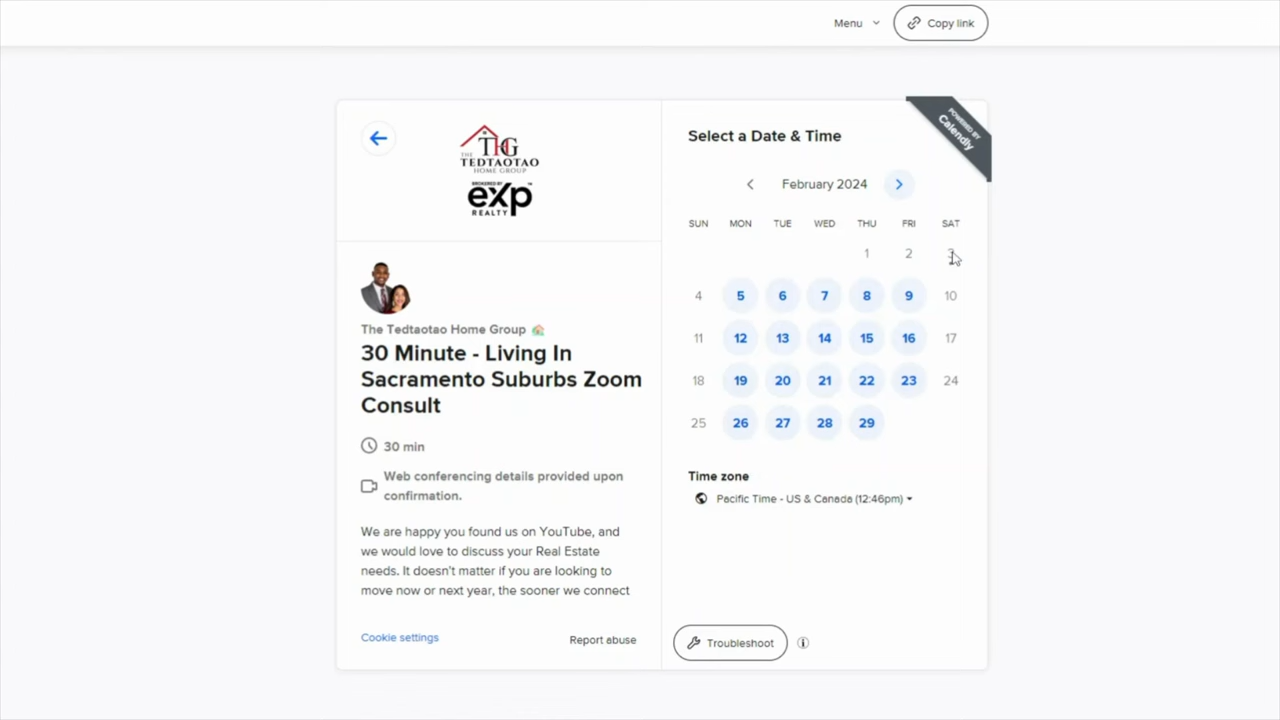 Menu
Copy link
THE
THG
TEDTAOTAO
HOME GROUP
BROKERED BY
exp
REALTY
The Tedtaotao Home Group
30 Minute - Living In
Sacramento Suburbs Zoom
Consult
30 min
Web conferencing details provided upon
confirmation.
We are happy you found us on YouTube, and
we would love to discuss your Real Estate
needs. It doesn't matter if you are looking to
move now or next year, the sooner we connect
Cookie settings
Report abuse
POWERED BY
Calendly
Select a Date & Time
February 2024
SUN MON TUE WED THU FRI SAT
1 2 3
4 5 6 7 8 9 10
11 12 13 14 15 16 17
18 19 20 21 22 23 24
25 26 27 28 29
Time zone
Pacific Time - US & Canada (12:46pm)
Troubleshoot